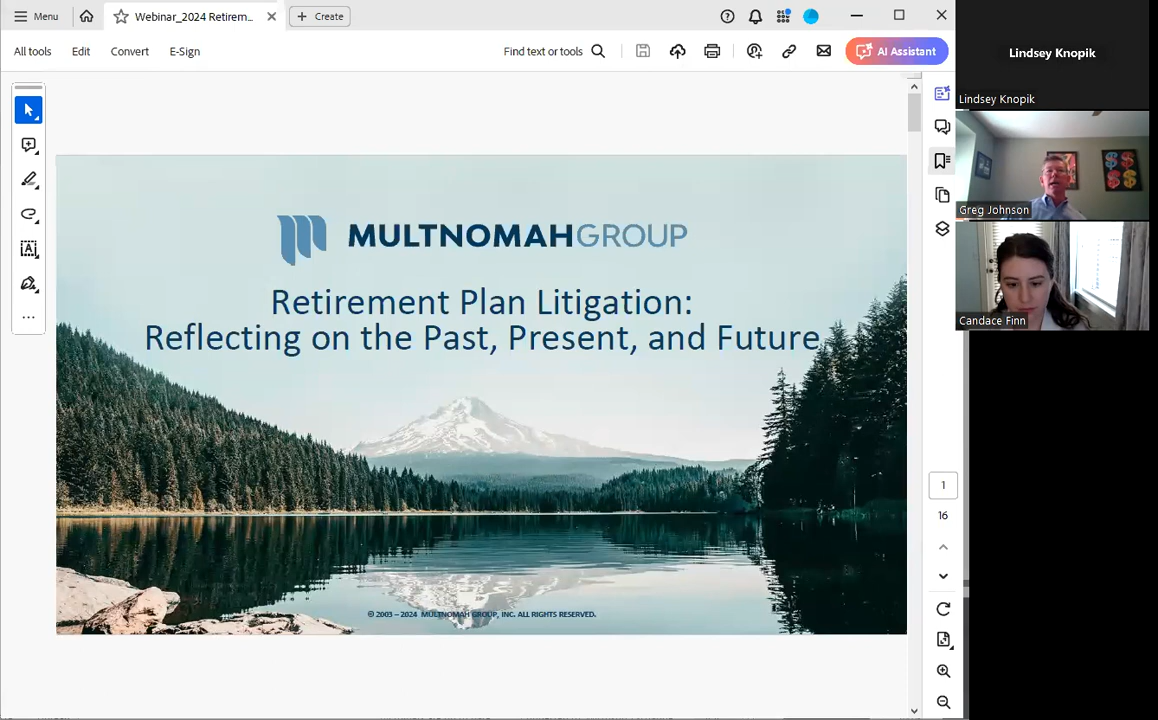 Menu
Webinar_2024 Retirem...
Create
All tools
Edit
Convert
E-Sign
Find text or tools
AI Assistant
Lindsey Knopik
Lindsey Knopik
Greg Johnson
Candace Finn
MULTNOMAHGROUP
Retirement Plan Litigation:
Reflecting on the Past, Present, and Future
© 2003 – 2024 MULTNOMAH GROUP, INC. ALL RIGHTS RESERVED.
1
16